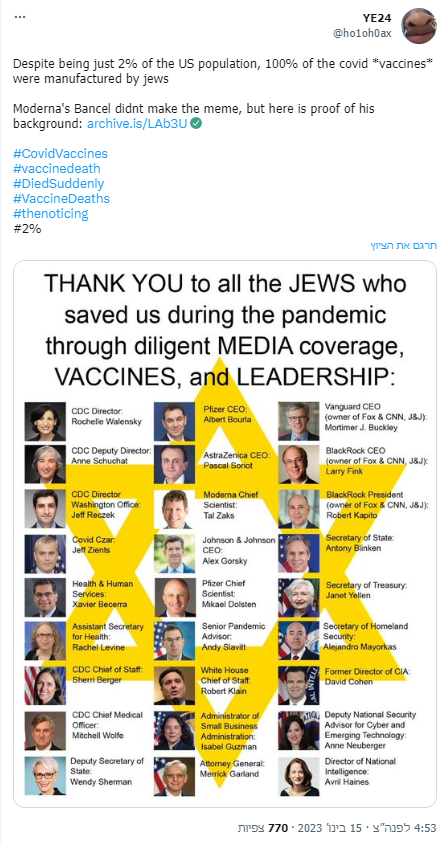 YE24
@ho1oh0ax
Despite being just 2% of the US population, 100% of the covid *vaccines*
were manufactured by jews
Moderna's Bancel didnt make the meme, but here is proof of his
background: archive.is/LAb3U
#CovidVaccines
#vaccinedeath
#DiedSuddenly
#VaccineDeaths
#thenoticing
#2%
תרגם את הציוץ
THANK YOU to all the JEWS who
saved us during the pandemic
through diligent MEDIA coverage,
VACCINES, and LEADERSHIP:
CDC Director:
Rochelle Walensky
Pfizer CEO:
Albert Bourla
Vanguard CEO
(owner of Fox & CNN, J&J):
Mortimer J. Buckley
CDC Deputy Director:
Anne Schuchat
AstraZenica CEO:
Pascal Soriot
BlackRock CEO
(owner of Fox & CNN, J&J):
Larry Fink
CDC Director
Washington Office:
Jeff Reczek
Moderna Chief
Scientist:
Tal Zaks
BlackRock President
(owner of Fox & CNN, J&J):
Robert Kapito
Covid Czar:
Jeff Zients
Johnson & Johnson
CEO:
Alex Gorsky
Secretary of State:
Antony Blinken
Health & Human
Services:
Xavier Becerra
Pfizer Chief
Scientist:
Mikael Dolsten
Secretary of Treasury:
Janet Yellen
Assistant Secretary
for Health:
Rachel Levine
Senior Pandemic
Advisor:
Andy Slavitt
Secretary of Homeland
Security:
Alejandro Mayorkas
CDC Chief of Staff:
Sherri Berger
White House
Chief of Staff:
Robert Klain
Former Director of CIA:
David Cohen
CDC Chief Medical
Officer:
Mitchell Wolfe
Administrator of
Small Business
Administration:
Isabel Guzman
Deputy National Security
Advisor for Cyber and
Emerging Technology:
Anne Neuberger
Deputy Secretary of
State:
Wendy Sherman
Attorney General:
Merrick Garland
Director of National
Intelligence:
Avril Haines
4:53 לפנה״צ · 15 בינו׳ 2023 · 770 צפיות